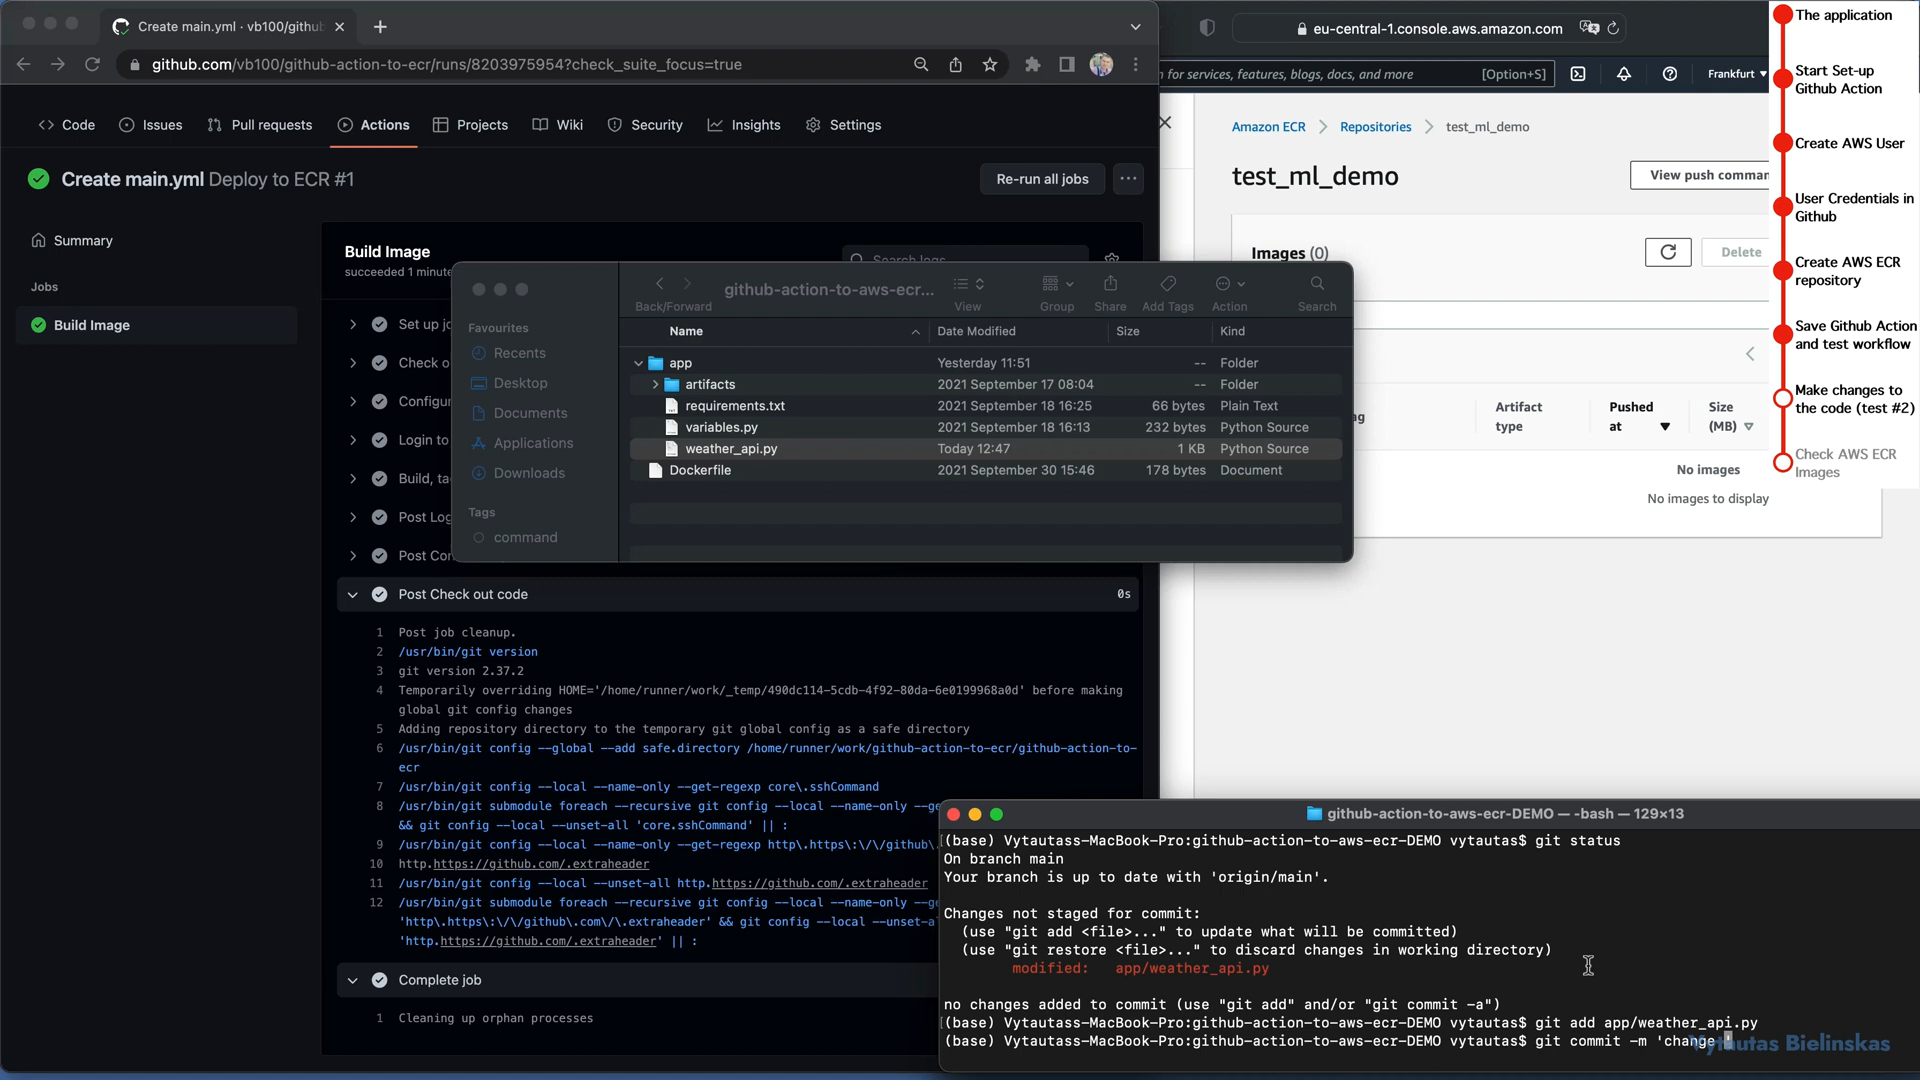 Create main.yml · vb100/github
github.com/vb100/github-action-to-ecr/runs/8203975954?check_suite_focus=true
Code
Issues
Pull requests
Actions
Projects
Wiki
Security
Insights
Settings
Create main.yml Deploy to ECR #1
Re-run all jobs
Summary
Jobs
Build Image
Build Image
succeeded 1 minute
Search logs
Set up jo
Check o
Configur
Login to
Build, ta
Post Log
Post Con
Post Check out code
0s
1 Post job cleanup.
2 /usr/bin/git version
3 git version 2.37.2
4 Temporarily overriding HOME='/home/runner/work/_temp/490dc114-5cdb-4f92-80da-6e0199968a0d' before making
global git config changes
5 Adding repository directory to the temporary git global config as a safe directory
6 /usr/bin/git config --global --add safe.directory /home/runner/work/github-action-to-ecr/github-action-to-
ecr
7 /usr/bin/git config --local --name-only --get-regexp core\.sshCommand
8 /usr/bin/git submodule foreach --recursive git config --local --name-only --ge
&& git config --local --unset-all 'core.sshCommand' || :
9 /usr/bin/git config --local --name-only --get-regexp http\.https\:\/\/github\.
10 http.https://github.com/.extraheader
11 /usr/bin/git config --local --unset-all http.https://github.com/.extraheader
12 /usr/bin/git submodule foreach --recursive git config --local --name-only --ge
'http\.https\:\/\/github\.com/\.extraheader' && git config --local --unset-a
'http.https://github.com/.extraheader' || :
Complete job
1 Cleaning up orphan processes
Back/Forward
github-action-to-aws-ecr...
View
Group
Share
Add Tags
Action
Search
Favourites
Recents
Desktop
Documents
Applications
Downloads
Tags
command
Name Date Modified Size Kind
app Yesterday 11:51 -- Folder
artifacts 2021 September 17 08:04 -- Folder
requirements.txt 2021 September 18 16:25 66 bytes Plain Text
variables.py 2021 September 18 16:13 232 bytes Python Source
weather_api.py Today 12:47 1 KB Python Source
Dockerfile 2021 September 30 15:46 178 bytes Document
eu-central-1.console.aws.amazon.com
for services, features, blogs, docs, and more [Option+S]
Frankfurt
Amazon ECR
Repositories
test_ml_demo
test_ml_demo
View push comman
Images (0)
Delete
ag
Artifact
type
Pushed
at
Size
(MB)
No images
No images to display
The application
Start Set-up
Github Action
Create AWS User
User Credentials in
Github
Create AWS ECR
repository
Save Github Action
and test workflow
Make changes to
the code (test #2)
Check AWS ECR
Images
github-action-to-aws-ecr-DEMO — -bash — 129×13
[(base) Vytautass-MacBook-Pro:github-action-to-aws-ecr-DEMO vytautas$ git status
On branch main
Your branch is up to date with 'origin/main'.
Changes not staged for commit:
(use "git add <file>..." to update what will be committed)
(use "git restore <file>..." to discard changes in working directory)
modified: app/weather_api.py
no changes added to commit (use "git add" and/or "git commit -a")
[(base) Vytautass-MacBook-Pro:github-action-to-aws-ecr-DEMO vytautas$ git add app/weather_api.py
(base) Vytautass-MacBook-Pro:github-action-to-aws-ecr-DEMO vytautas$ git commit -m 'change '
Vytautas Bielinskas